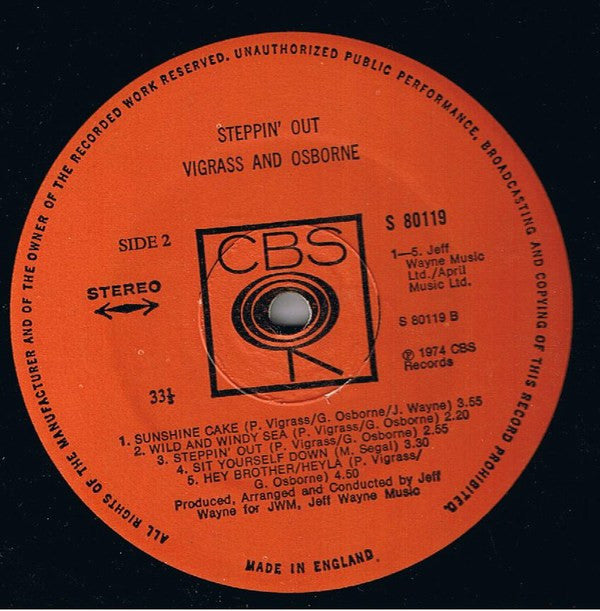 ALL RIGHTS OF THE MANUFACTURER AND OF THE OWNER OF THE RECORDED WORK RESERVED. UNAUTHORIZED PUBLIC PERFORMANCE, BROADCASTING AND COPYING OF THIS RECORD PROHIBITED.
STEPPIN' OUT
VIGRASS AND OSBORNE
SIDE 2
STEREO
33⅓
CBS
S 80119
1—5. Jeff
Wayne Music
Ltd./April
Music Ltd.
S 80119 B
℗ 1974 CBS
Records
1. SUNSHINE CAKE (P. Vigrass/G. Osborne/J. Wayne) 3.55
2. WILD AND WINDY SEA (P. Vigrass/G. Osborne) 2.20
3. STEPPIN' OUT (P. Vigrass/G. Osborne) 2.55
4. SIT YOURSELF DOWN (M. Segal) 3.30
5. HEY BROTHER/HEYLA (P. Vigrass/
G. Osborne) 4.50
Produced, Arranged and Conducted by Jeff
Wayne for JWM, Jeff Wayne Music
MADE IN ENGLAND.